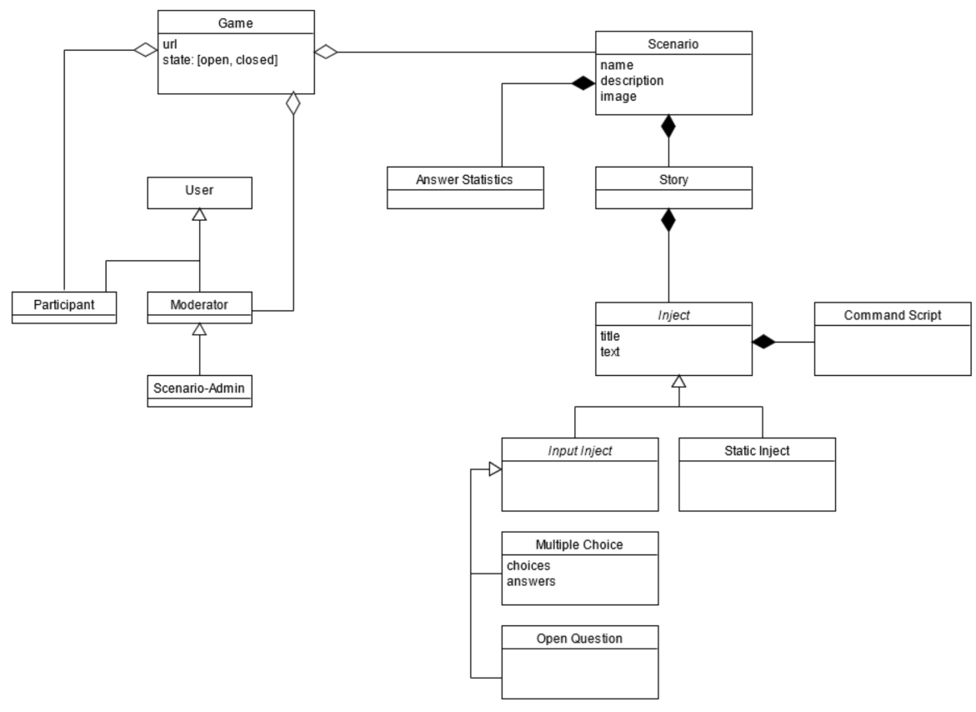 Game
url
state: [open, closed]
Scenario
name
description
image
Answer Statistics
Story
User
Participant
Moderator
Scenario-Admin
Inject
title
text
Command Script
Input Inject
Static Inject
Multiple Choice
choices
answers
Open Question